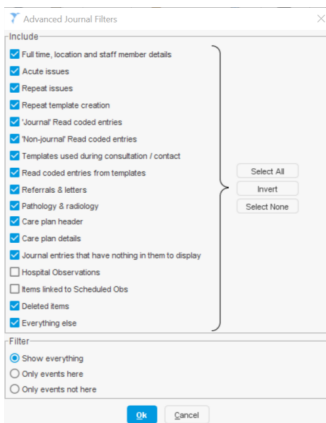 Advanced Journal Filters
Include
Full time, location and staff member details
Acute issues
Repeat issues
Repeat template creation
'Journal' Read coded entries
'Non-journal' Read coded entries
Templates used during consultation / contact
Read coded entries from templates
Select All
Referrals & letters
Invert
Pathology & radiology
Select None
Care plan header
Care plan details
Journal entries that have nothing in them to display
Hospital Observations
Items linked to Scheduled Obs
Deleted items
Everything else
Filter
Show everything
Only events here
Only events not here
Ok
Cancel